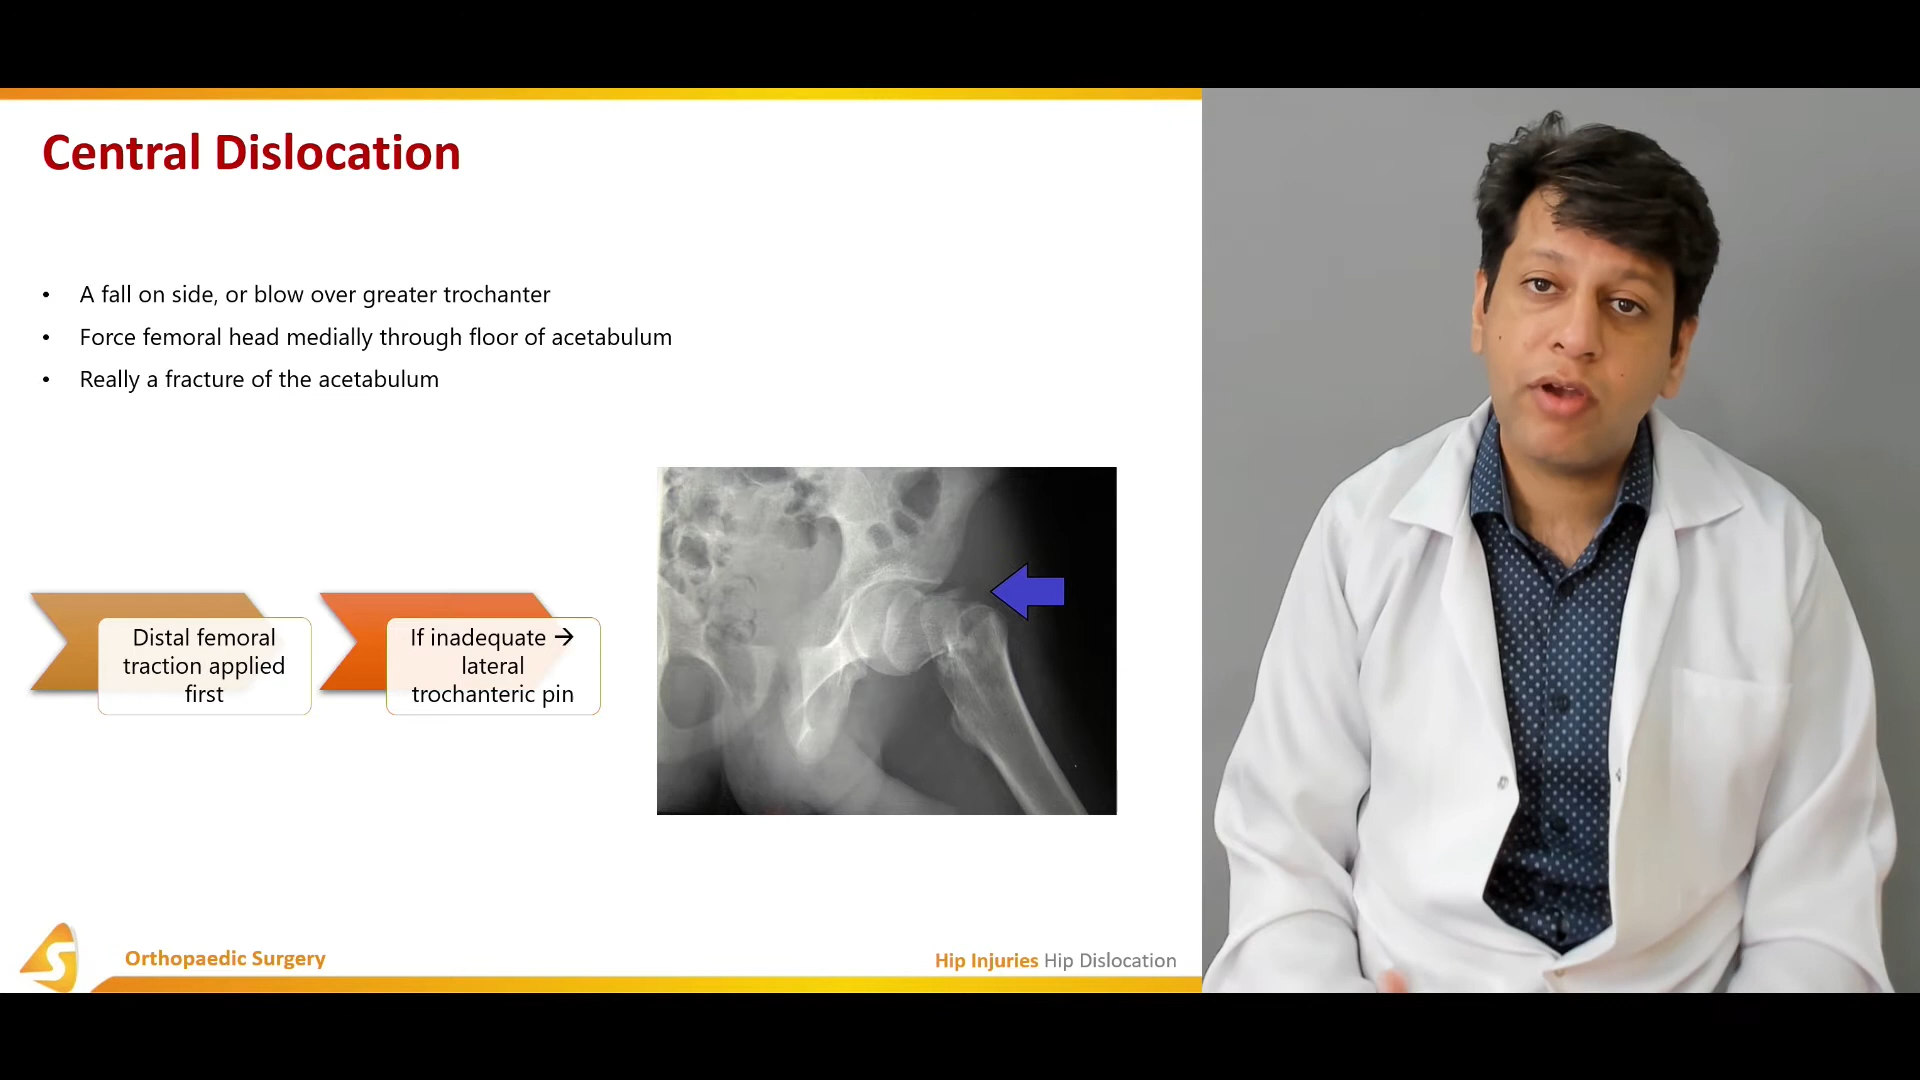 Central Dislocation
• A fall on side, or blow over greater trochanter
• Force femoral head medially through floor of acetabulum
• Really a fracture of the acetabulum
Distal femoral
traction applied
first
If inadequate →
lateral
trochanteric pin
S
Orthopaedic Surgery
Hip Injuries Hip Dislocation